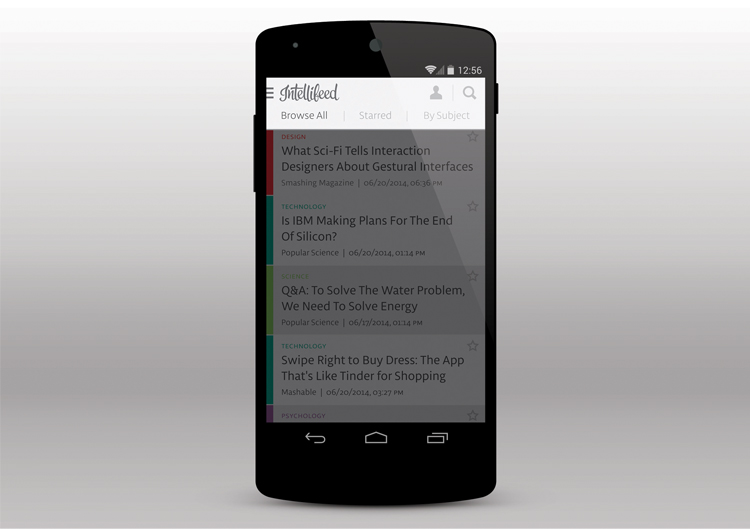 12:56
Intellifeed
Browse All | Starred | By Subject
DESIGN
What Sci-Fi Tells Interaction
Designers About Gestural Interfaces
Smashing Magazine | 06/20/2014, 06:36 PM
TECHNOLOGY
Is IBM Making Plans For The End
Of Silicon?
Popular Science | 06/20/2014, 01:14 PM
SCIENCE
Q&A: To Solve The Water Problem,
We Need To Solve Energy
Popular Science | 06/17/2014, 01:14 PM
TECHNOLOGY
Swipe Right to Buy Dress: The App
That's Like Tinder for Shopping
Mashable | 06/20/2014, 03:27 PM
PSYCHOLOGY